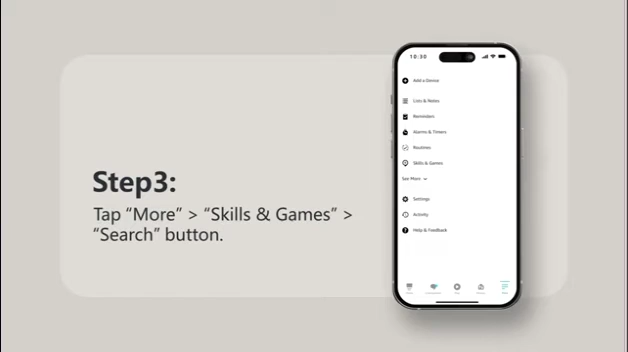 Step3:
Tap “More” > “Skills & Games” >
“Search” button.
10:30
Add a Device
Lists & Notes
Reminders
Alarms & Timers
Routines
Skills & Games
See More
Settings
Activity
Help & Feedback